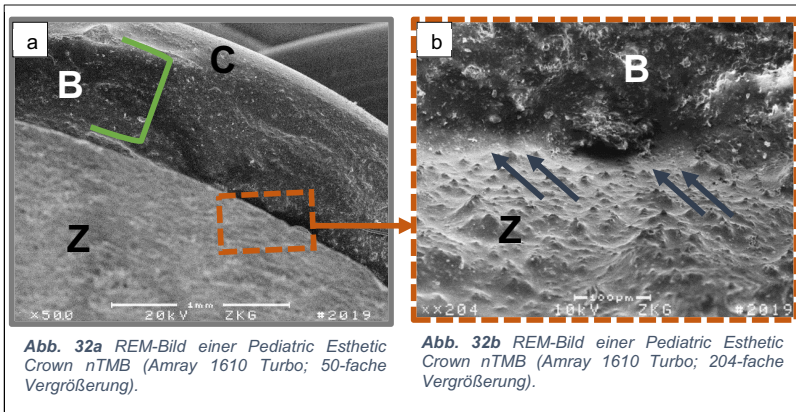 a
C
B
Z
x50.0
1mm
20kV
ZKG
#2019
Abb. 32a REM-Bild einer Pediatric Esthetic
Crown nTMB (Amray 1610 Turbo; 50-fache
Vergrößerung).
b
B
Z
xx204
100µm
10kV
ZKG
#2019
Abb. 32b REM-Bild einer Pediatric Esthetic
Crown nTMB (Amray 1610 Turbo; 204-fache
Vergrößerung).